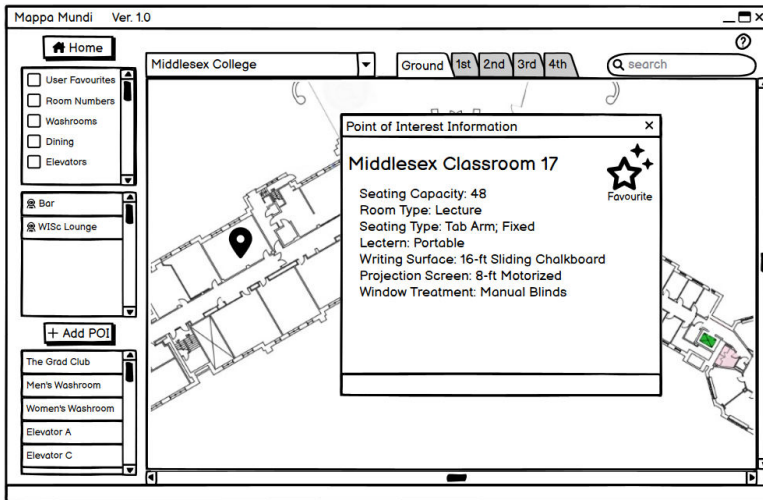 Mappa Mundi Ver. 1.0
Home
Middlesex College
Ground 1st 2nd 3rd 4th
search
User Favourites
Room Numbers
Washrooms
Dining
Elevators
Bar
WISc Lounge
+ Add POI
The Grad Club
Men's Washroom
Women's Washroom
Elevator A
Elevator C
Point of Interest Information
Middlesex Classroom 17
Favourite
Seating Capacity: 48
Room Type: Lecture
Seating Type: Tab Arm; Fixed
Lectern: Portable
Writing Surface: 16-ft Sliding Chalkboard
Projection Screen: 8-ft Motorized
Window Treatment: Manual Blinds